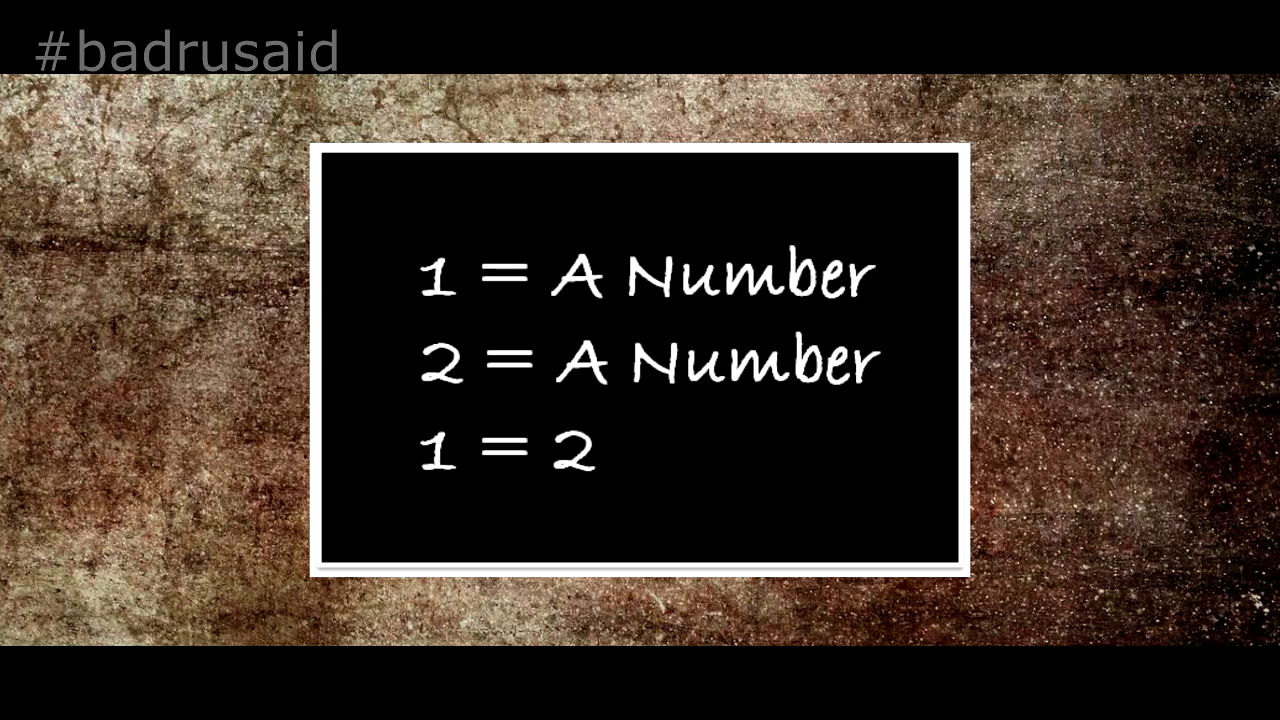 #badrusaid
1 = A Number
2 = A Number
1 = 2